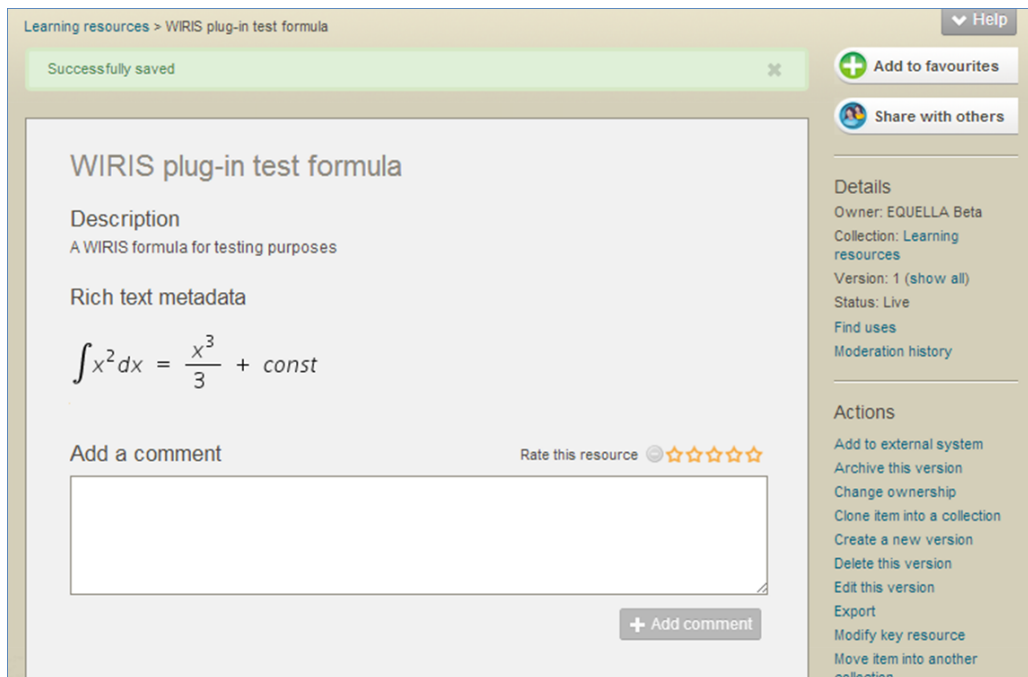 Learning resources > WIRIS plug-in test formula
Help
Successfully saved
Add to favourites
Share with others
WIRIS plug-in test formula
Description
A WIRIS formula for testing purposes
Rich text metadata
∫x²dx = x³/3 + const
Add a comment
Rate this resource
Add comment
Details
Owner: EQUELLA Beta
Collection: Learning
resources
Version: 1 (show all)
Status: Live
Find uses
Moderation history
Actions
Add to external system
Archive this version
Change ownership
Clone item into a collection
Create a new version
Delete this version
Edit this version
Export
Modify key resource
Move item into another
collection